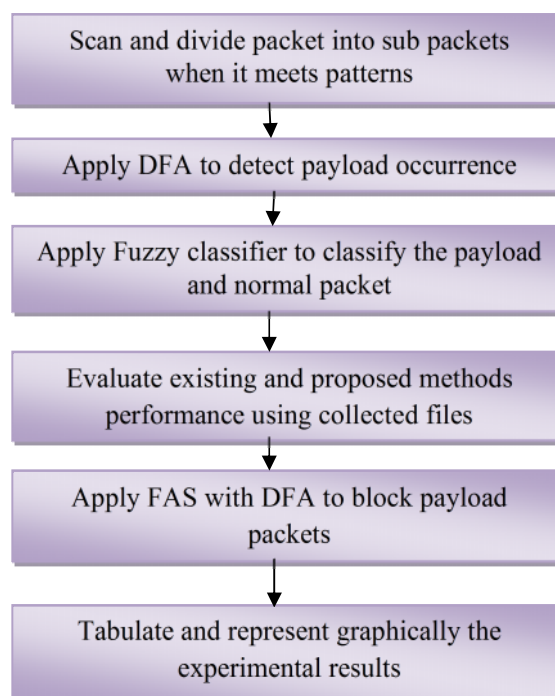 Scan and divide packet into sub packets
when it meets patterns
Apply DFA to detect payload occurrence
Apply Fuzzy classifier to classify the payload
and normal packet
Evaluate existing and proposed methods
performance using collected files
Apply FAS with DFA to block payload
packets
Tabulate and represent graphically the
experimental results